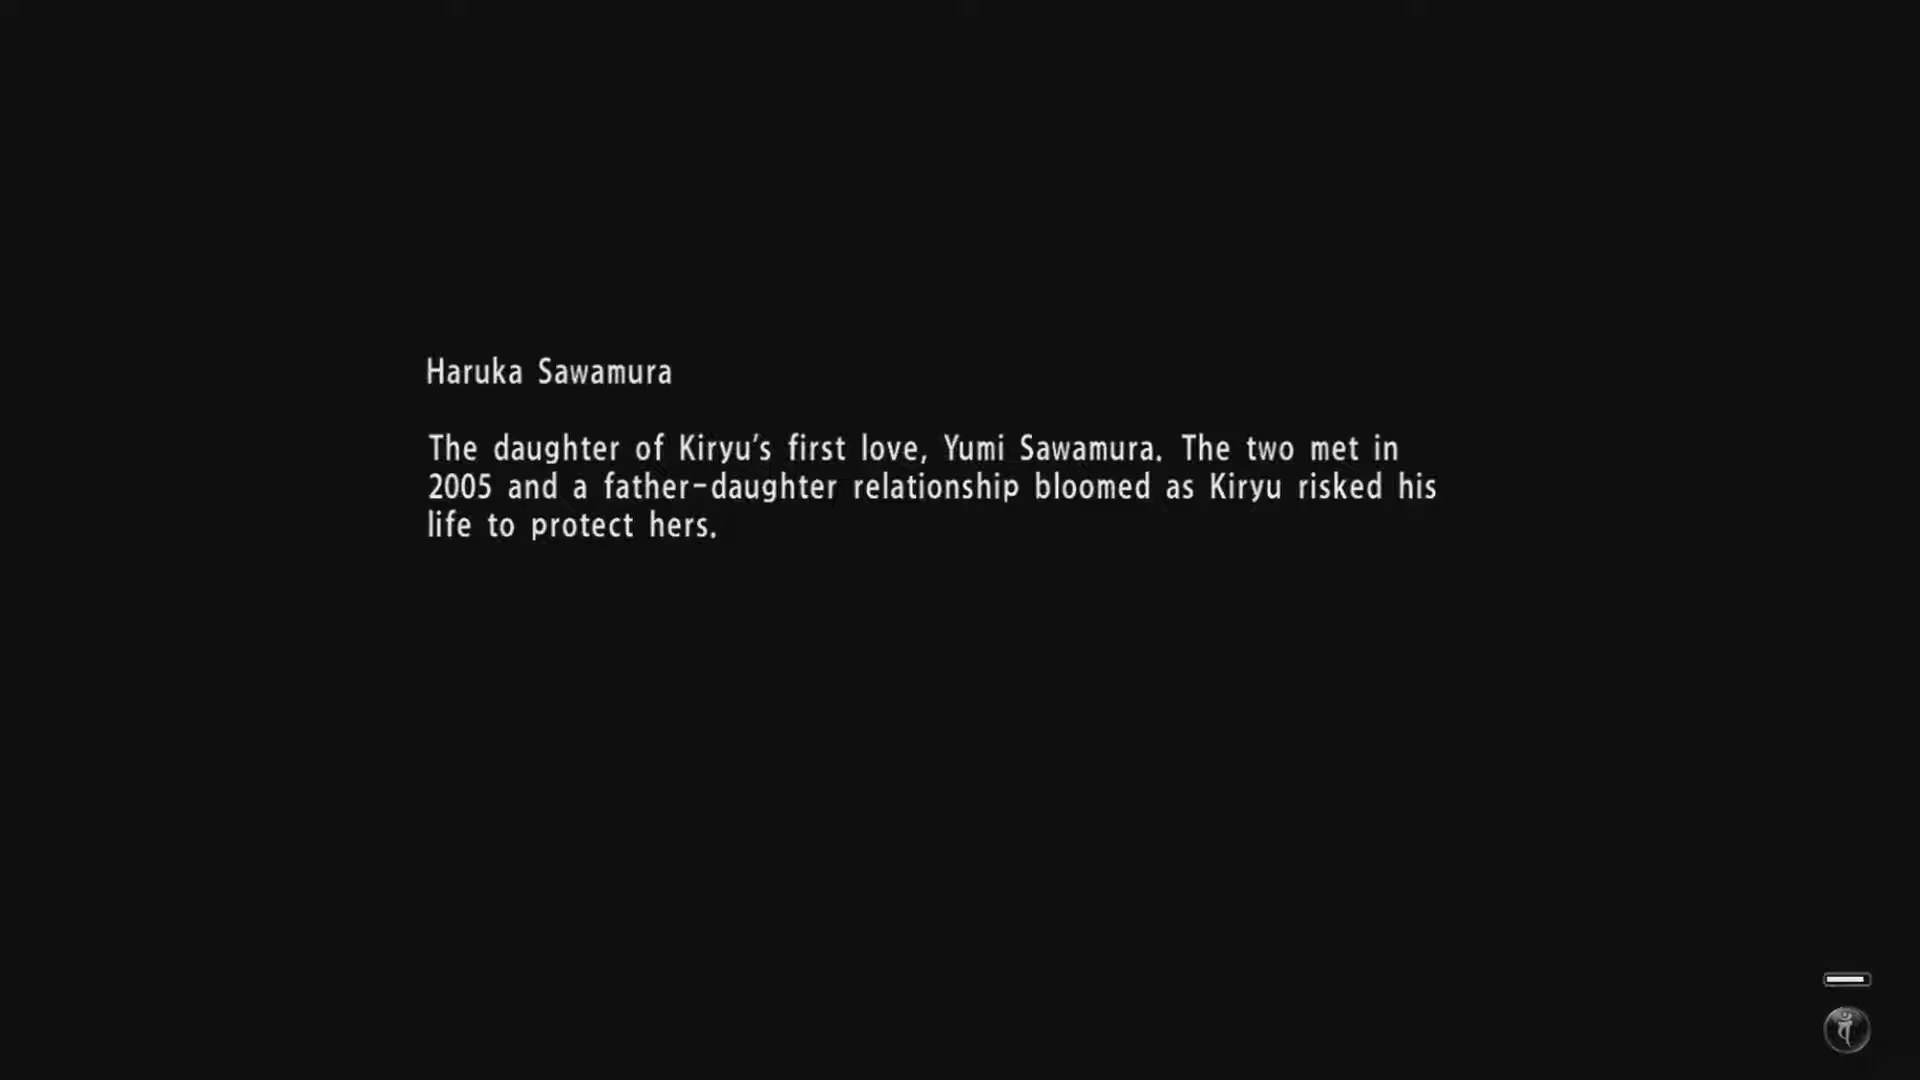 Haruka Sawamura
The daughter of Kiryu's first love, Yumi Sawamura. The two met in
2005 and a father-daughter relationship bloomed as Kiryu risked his
life to protect hers.